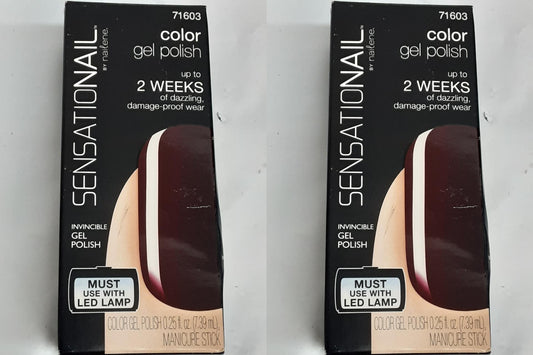 71603
color
gel polish
up to
2 WEEKS
of dazzling,
damage-proof wear
SENSATIONAIL
BY nailene.
INVINCIBLE
GEL
POLISH
MUST
USE WITH
LED LAMP
COLOR GEL POLISH 0.25 fl. oz. (7.39 mL),
MANICURE STICK
71603
color
gel polish
up to
2 WEEKS
of dazzling,
damage-proof wear
SENSATIONAIL
BY nailene.
INVINCIBLE
GEL
POLISH
MUST
USE WITH
LED LAMP
COLOR GEL POLISH 0.25 fl. oz. (7.39 mL),
MANICURE STICK